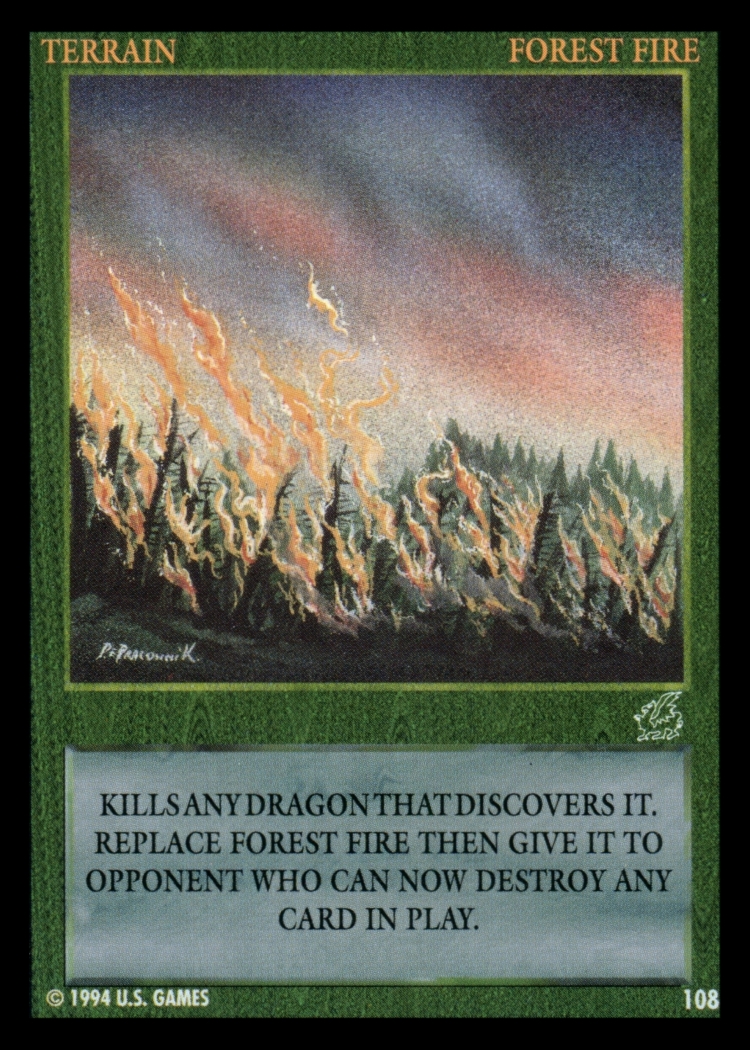 TERRAIN FOREST FIRE
KILLS ANY DRAGON THAT DISCOVERS IT.
REPLACE FOREST FIRE THEN GIVE IT TO
OPPONENT WHO CAN NOW DESTROY ANY
CARD IN PLAY.
© 1994 U.S. GAMES 108